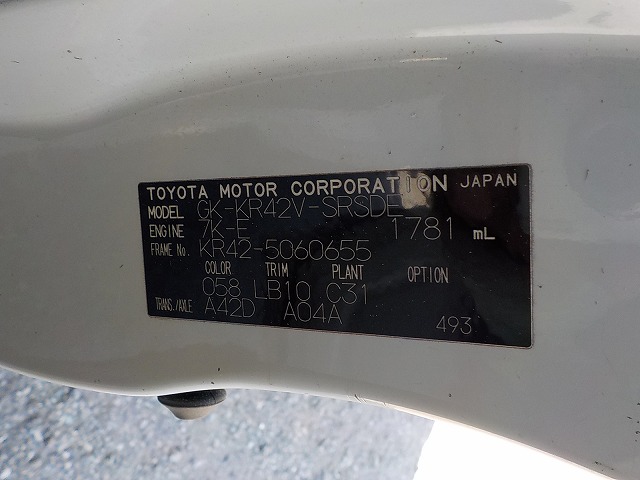 TOYOTA MOTOR CORPORATION JAPAN
MODEL GK-KR42V-SRSDE
ENGINE 7K-E 1781 mL
FRAME No. KR42-5060655
COLOR TRIM PLANT OPTION
058 LB10 C31
TRANS./AXLE A42D A04A
493